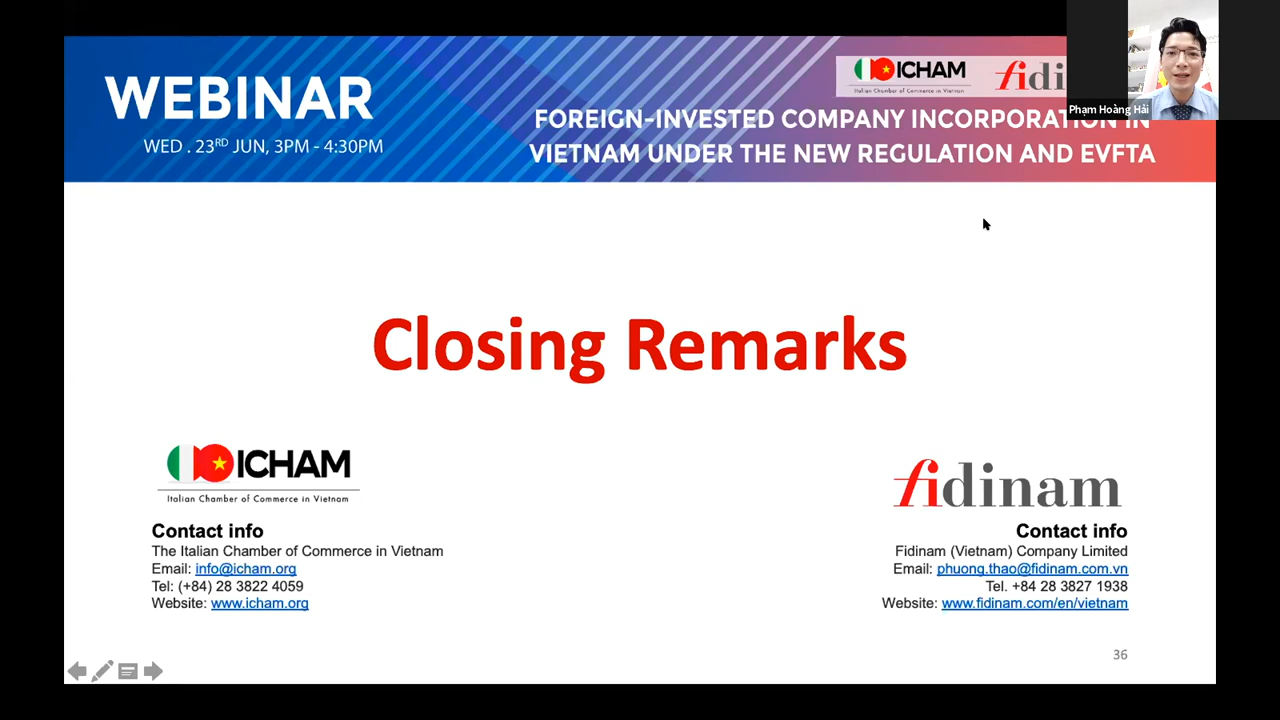 WEBINAR
WED . 23RD JUN, 3PM - 4:30PM
ICHAM
Italian Chamber of Commerce in Vietnam
fidi
FOREIGN-INVESTED COMPANY INCORPORATION IN
VIETNAM UNDER THE NEW REGULATION AND EVFTA
Phạm Hoàng Hải
Closing Remarks
ICHAM
Italian Chamber of Commerce in Vietnam
Contact info
The Italian Chamber of Commerce in Vietnam
Email: info@icham.org
Tel: (+84) 28 3822 4059
Website: www.icham.org
fidinam
Contact info
Fidinam (Vietnam) Company Limited
Email: phuong.thao@fidinam.com.vn
Tel. +84 28 3827 1938
Website: www.fidinam.com/en/vietnam
36